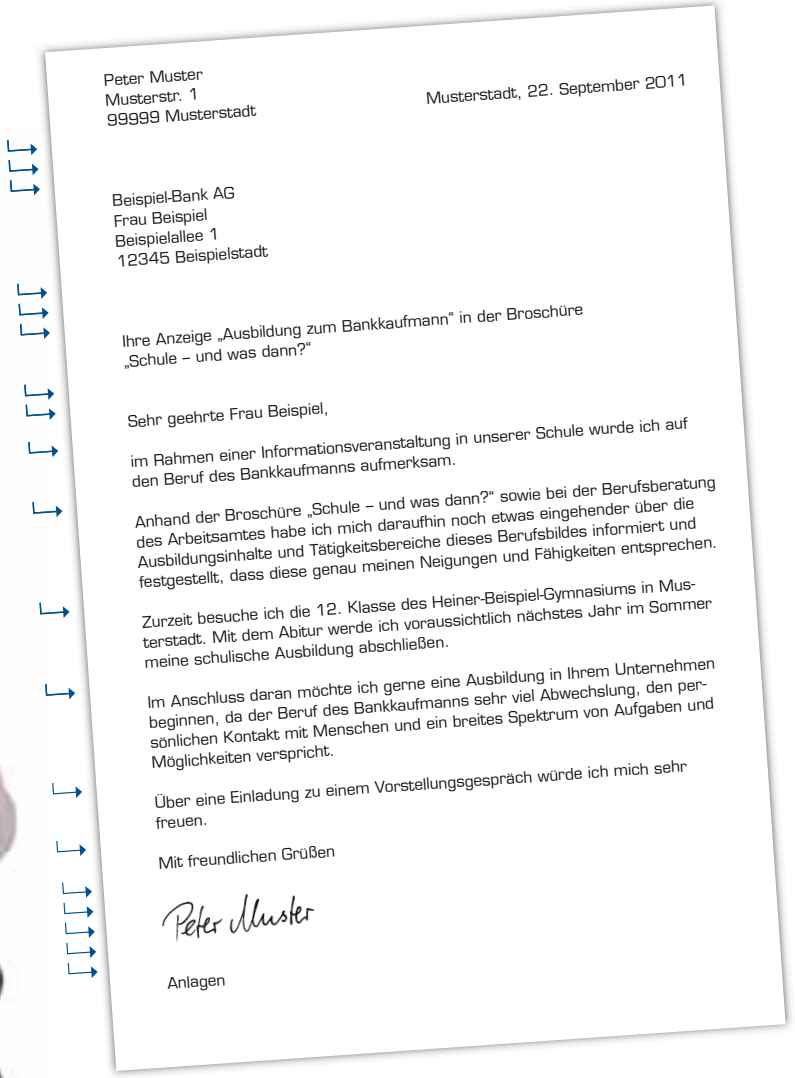 Peter Muster
Musterstr. 1
99999 Musterstadt
Musterstadt, 22. September 2011
Beispiel-Bank AG
Frau Beispiel
Beispielallee 1
12345 Beispielstadt
Ihre Anzeige „Ausbildung zum Bankkaufmann“ in der Broschüre
„Schule – und was dann?“
Sehr geehrte Frau Beispiel,
im Rahmen einer Informationsveranstaltung in unserer Schule wurde ich auf
den Beruf des Bankkaufmanns aufmerksam.
Anhand der Broschüre „Schule – und was dann?“ sowie bei der Berufsberatung
des Arbeitsamtes habe ich mich daraufhin noch etwas eingehender über die
Ausbildungsinhalte und Tätigkeitsbereiche dieses Berufsbildes informiert und
festgestellt, dass diese genau meinen Neigungen und Fähigkeiten entsprechen.
Zurzeit besuche ich die 12. Klasse des Heiner-Beispiel-Gymnasiums in Mus-
terstadt. Mit dem Abitur werde ich voraussichtlich nächstes Jahr im Sommer
meine schulische Ausbildung abschließen.
Im Anschluss daran möchte ich gerne eine Ausbildung in Ihrem Unternehmen
beginnen, da der Beruf des Bankkaufmanns sehr viel Abwechslung, den per-
sönlichen Kontakt mit Menschen und ein breites Spektrum von Aufgaben und
Möglichkeiten verspricht.
Über eine Einladung zu einem Vorstellungsgespräch würde ich mich sehr
freuen.
Mit freundlichen Grüßen
Peter Muster
Anlagen